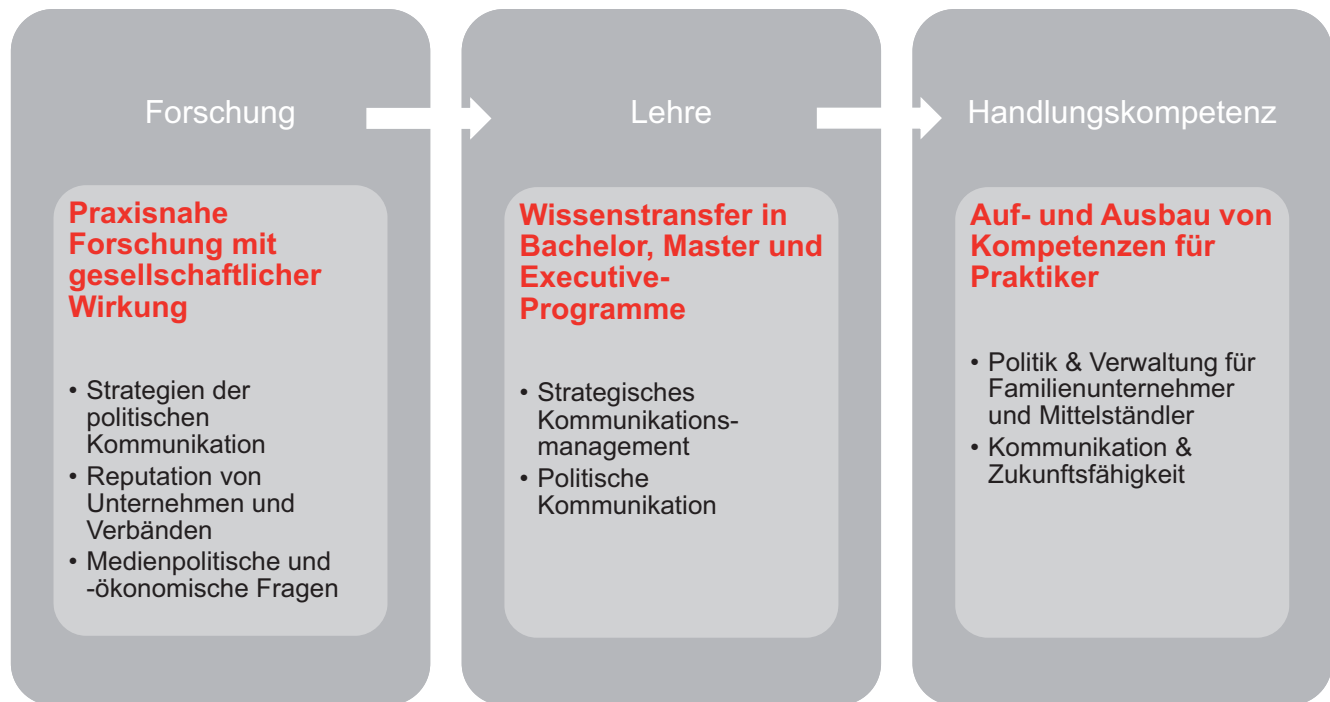 Forschung
Praxisnahe
Forschung mit
gesellschaftlicher
Wirkung
• Strategien der
politischen
Kommunikation
• Reputation von
Unternehmen und
Verbänden
• Medienpolitische und
-ökonomische Fragen
Lehre
Wissenstransfer in
Bachelor, Master und
Executive-
Programme
• Strategisches
Kommunikations-
management
• Politische
Kommunikation
Handlungskompetenz
Auf- und Ausbau von
Kompetenzen für
Praktiker
• Politik & Verwaltung für
Familienunternehmer
und Mittelständler
• Kommunikation &
Zukunftsfähigkeit